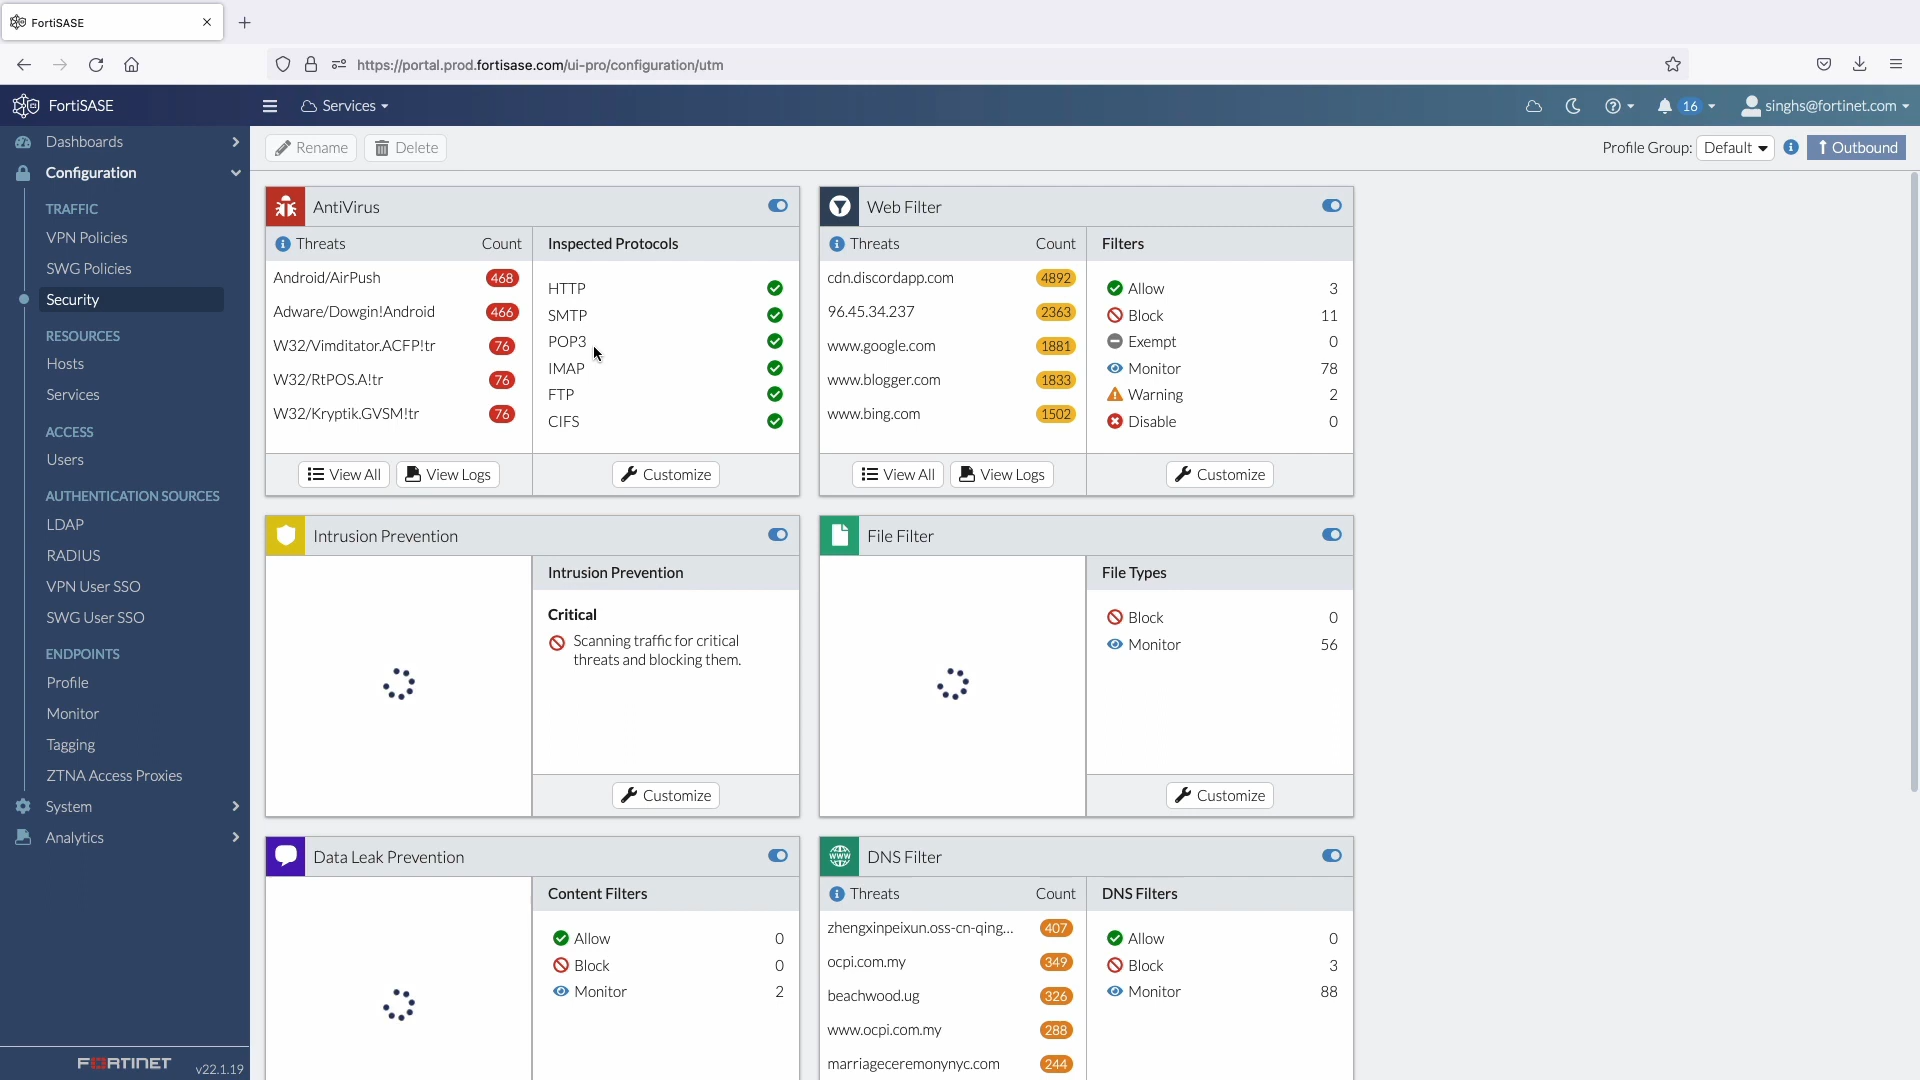 FortiSASE
https://portal.prod.fortisase.com/ui-pro/configuration/utm
FortiSASE
Services
16
singhs@fortinet.com
Dashboards
Configuration
TRAFFIC
VPN Policies
SWG Policies
Security
RESOURCES
Hosts
Services
ACCESS
Users
AUTHENTICATION SOURCES
LDAP
RADIUS
VPN User SSO
SWG User SSO
ENDPOINTS
Profile
Monitor
Tagging
ZTNA Access Proxies
System
Analytics
FORTINET v22.1.19
Rename Delete
Profile Group: Default Outbound
AntiVirus
Threats Count
Android/AirPush 468
Adware/Dowgin!Android 466
W32/Vimditator.ACFP!tr 76
W32/RtPOS.A!tr 76
W32/Kryptik.GVSM!tr 76
View All View Logs
Inspected Protocols
HTTP
SMTP
POP3
IMAP
FTP
CIFS
Customize
Web Filter
Threats Count
cdn.discordapp.com 4892
96.45.34.237 2363
www.google.com 1881
www.blogger.com 1833
www.bing.com 1502
View All View Logs
Filters
Allow 3
Block 11
Exempt 0
Monitor 78
Warning 2
Disable 0
Customize
Intrusion Prevention
Intrusion Prevention
Critical
Scanning traffic for critical
threats and blocking them.
Customize
File Filter
File Types
Block 0
Monitor 56
Customize
Data Leak Prevention
Content Filters
Allow 0
Block 0
Monitor 2
DNS Filter
WWW
Threats Count
zhengxinpeixun.oss-cn-qing... 407
ocpi.com.my 349
beachwood.ug 326
www.ocpi.com.my 288
marriageceremonynyc.com 244
DNS Filters
Allow 0
Block 3
Monitor 88